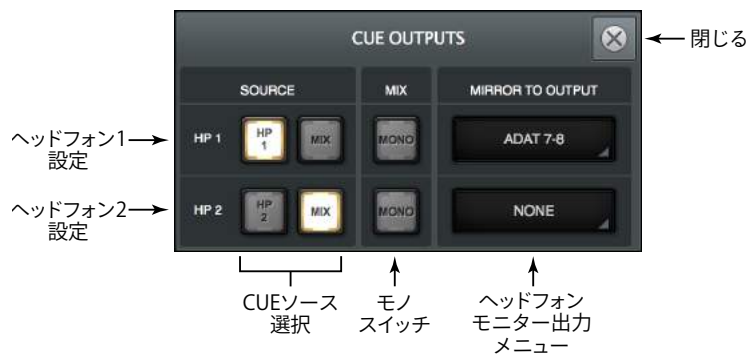 CUE OUTPUTS
閉じる
SOURCE
MIX
MIRROR TO OUTPUT
ヘッドフォン1
設定
HP 1
HP
1
MIX
MONO
ADAT 7-8
ヘッドフォン2
設定
HP 2
HP
2
MIX
MONO
NONE
CUEソース
選択
モノ
スイッチ
ヘッドフォン
モニター出力
メニュー